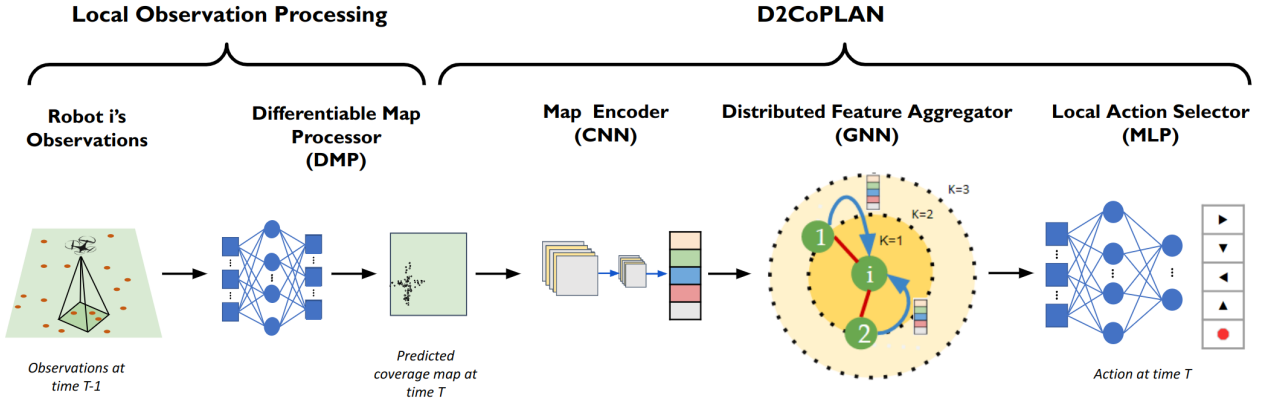 Local Observation Processing
D2CoPLAN
Robot i's
Observations
Differentiable Map
Processor
(DMP)
Map Encoder
(CNN)
Distributed Feature Aggregator
(GNN)
Local Action Selector
(MLP)
K=3
K=2
K=1
1
i
2
Observations at
time T-1
Predicted
coverage map at
time T
Action at time T